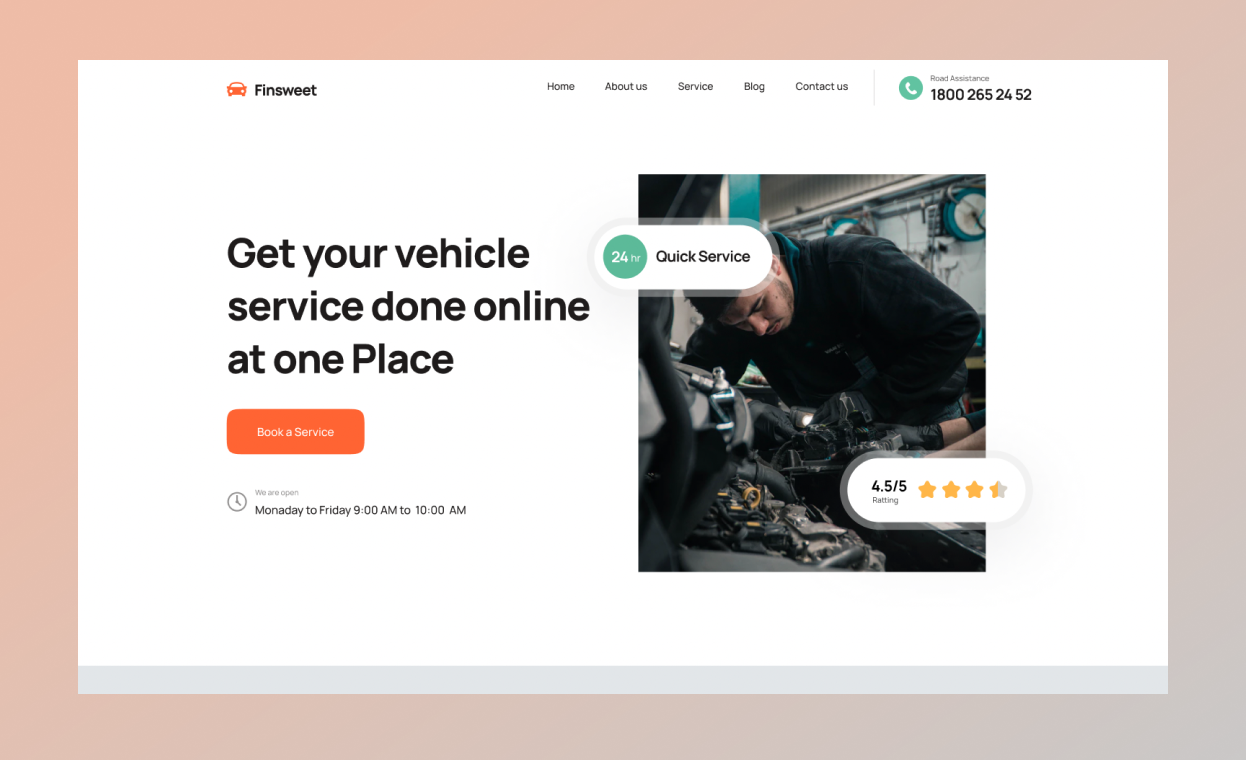 Finsweet
Home
About us
Service
Blog
Contact us
Road Assistance
1800 265 24 52
Get your vehicle
service done online
at one Place
24 hr
Quick Service
Book a Service
We are open
Monaday to Friday 9:00 AM to 10:00 AM
4.5/5
Ratting